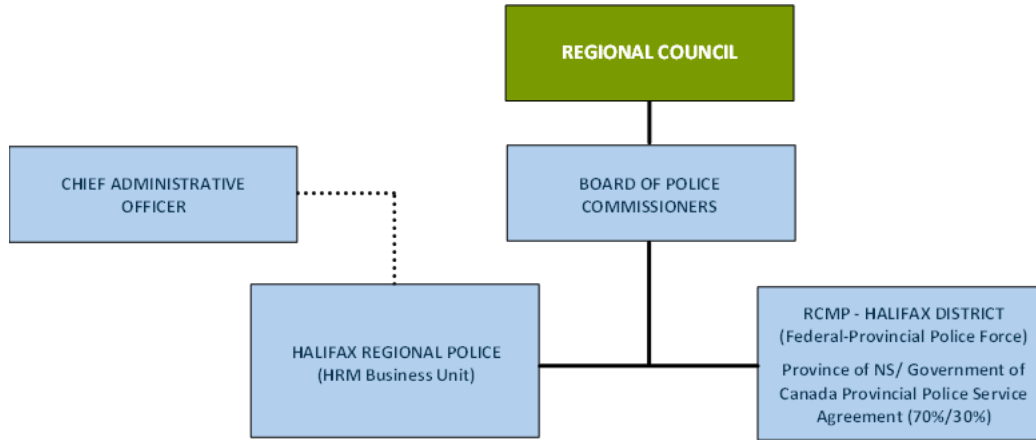 REGIONAL COUNCIL
CHIEF ADMINISTRATIVE
OFFICER
BOARD OF POLICE
COMMISSIONERS
HALIFAX REGIONAL POLICE
(HRM Business Unit)
RCMP - HALIFAX DISTRICT
(Federal-Provincial Police Force)
Province of NS/ Government of
Canada Provincial Police Service
Agreement (70%/30%)